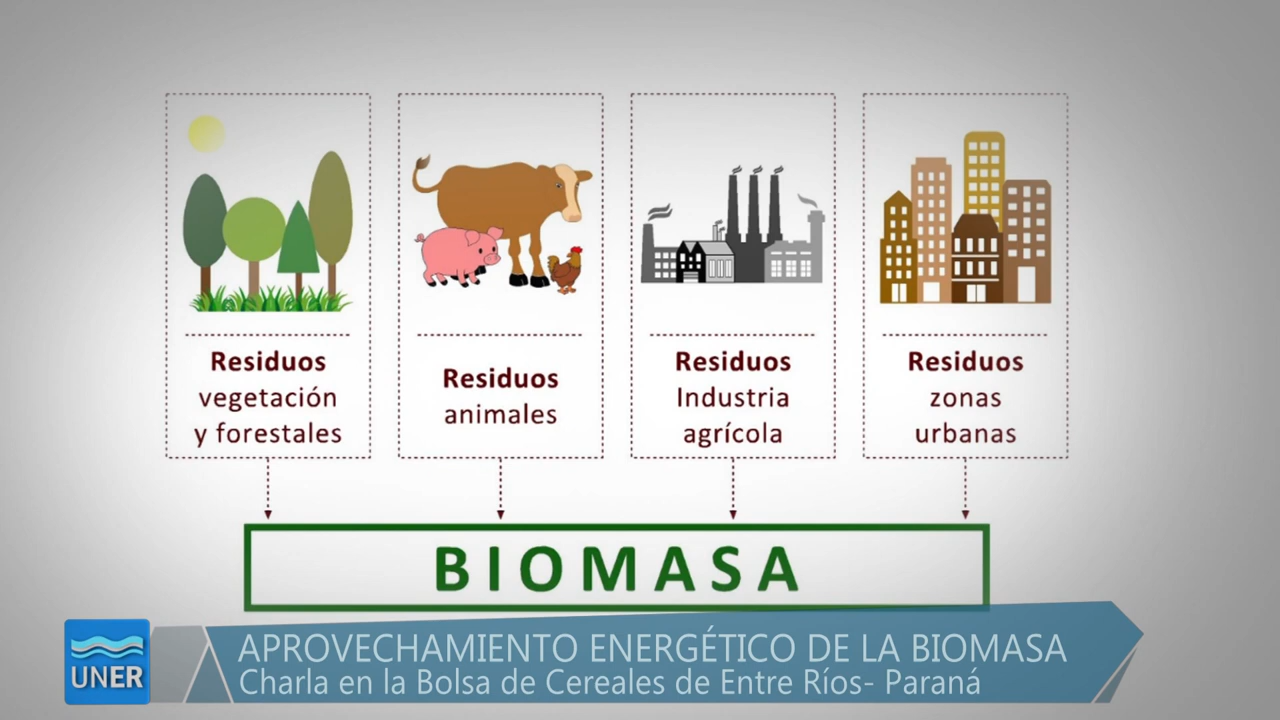 Residuos
vegetación
y forestales
Residuos
animales
Residuos
Industria
agrícola
Residuos
zonas
urbanas
BIOMASA
UNER
APROVECHAMIENTO ENERGÉTICO DE LA BIOMASA
Charla en la Bolsa de Cereales de Entre Ríos- Paraná